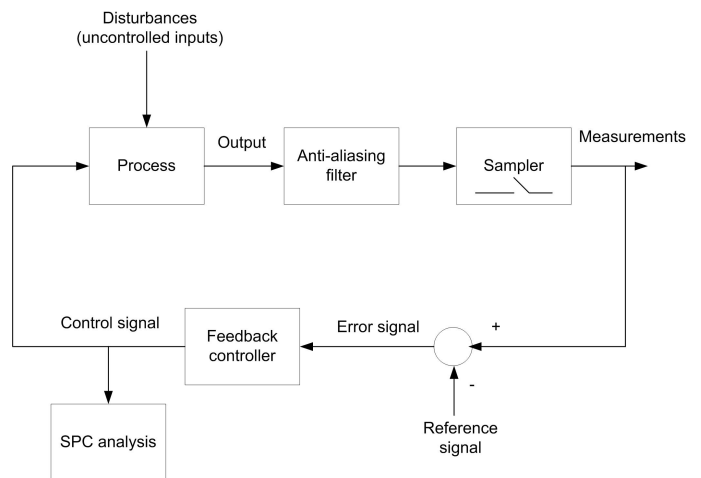 Disturbances
(uncontrolled inputs)
Process
Output
Anti-aliasing
filter
Sampler
Measurements
Control signal
Feedback
controller
Error signal
+
-
Reference
signal
SPC analysis